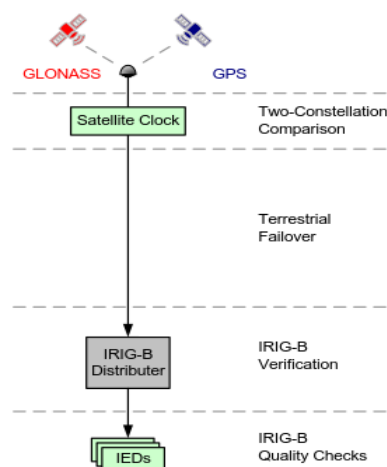 GLONASS
GPS
Satellite Clock
Two-Constellation
Comparison
Terrestrial
Failover
IRIG-B
Distributer
IRIG-B
Verification
IEDs
IRIG-B
Quality Checks